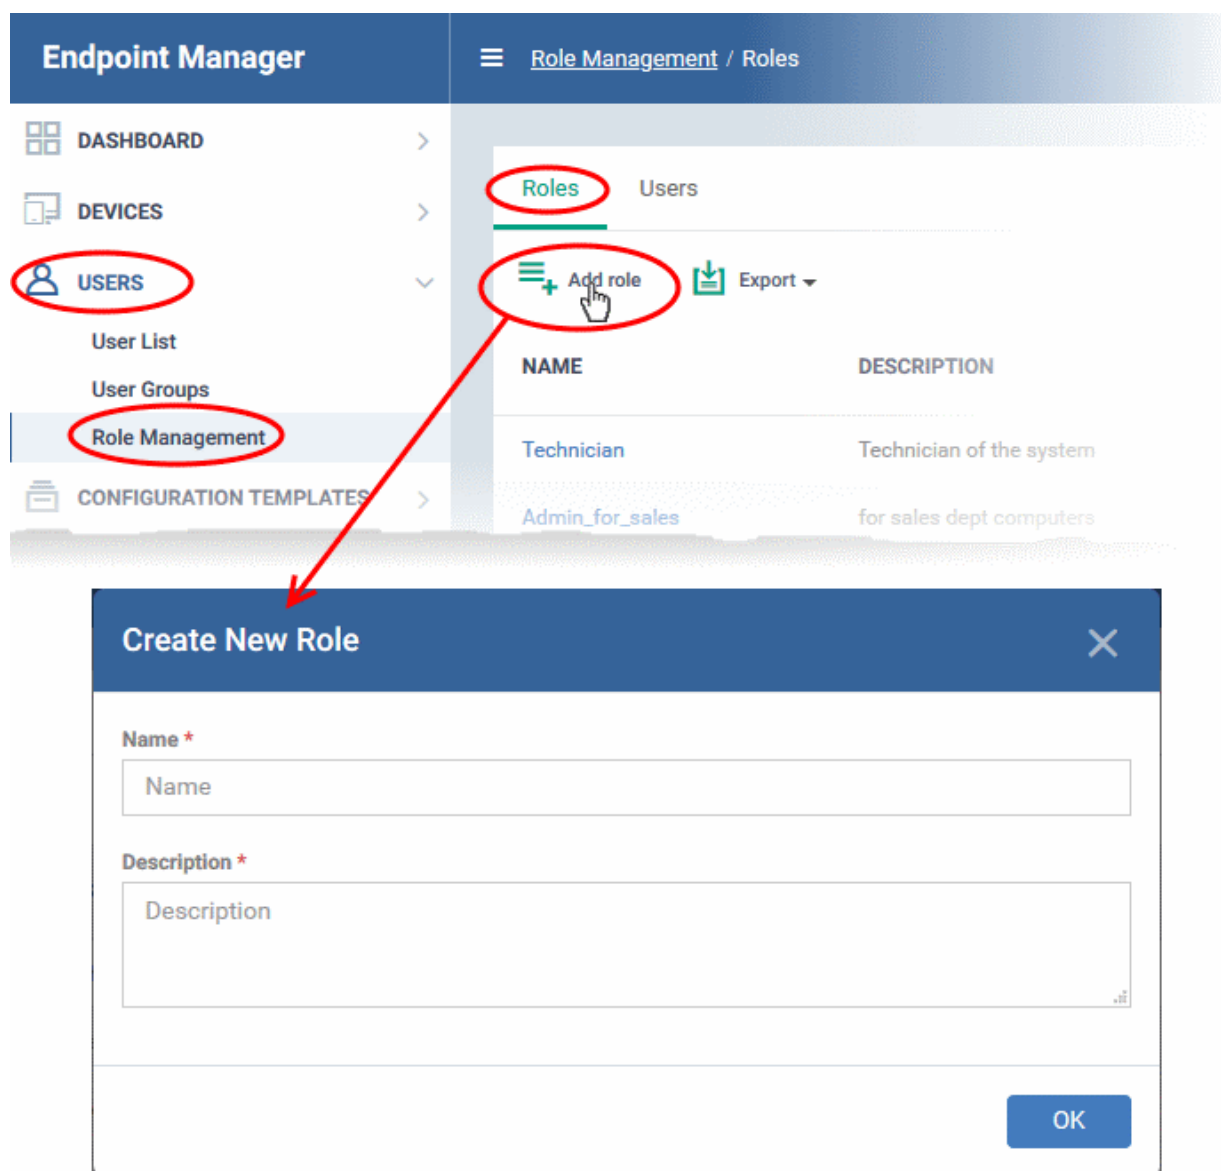 Endpoint Manager
Role Management / Roles
DASHBOARD
DEVICES
USERS
User List
User Groups
Role Management
CONFIGURATION TEMPLATES
Roles Users
Add role Export
NAME DESCRIPTION
Technician Technician of the system
Admin_for_sales for sales dept computers
Create New Role
Name *
Name
Description *
Description
OK